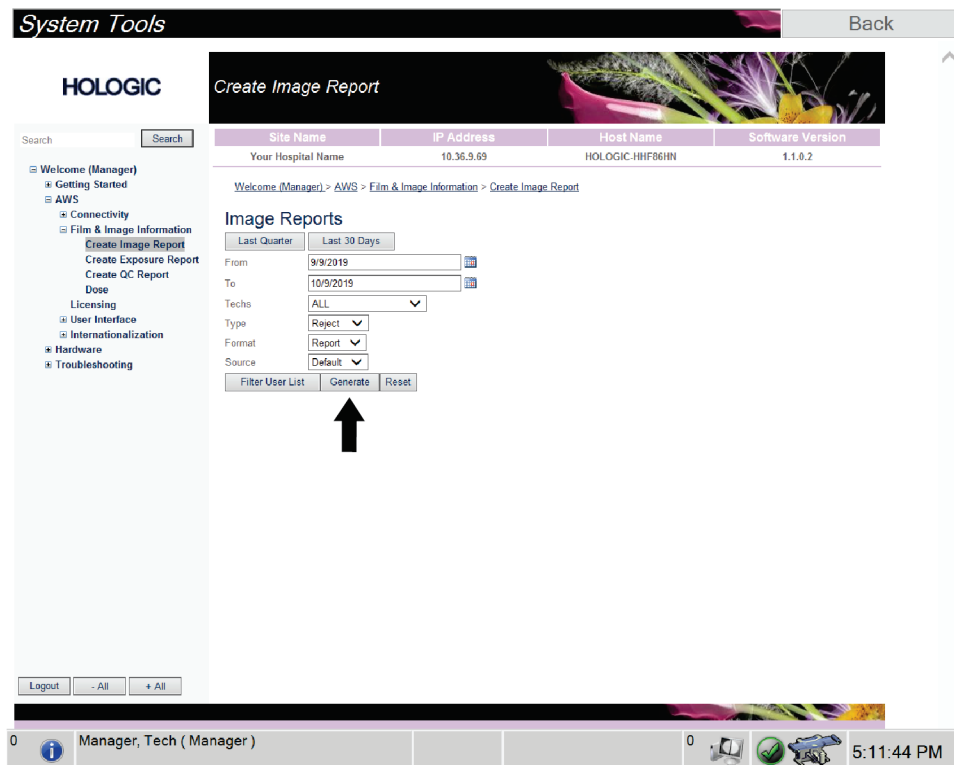 System Tools
Back
HOLOGIC
Create Image Report
Search
Search
Site Name IP Address Host Name Software Version
Your Hospital Name 10.36.9.69 HOLOGIC-HHF86HN 1.1.0.2
Welcome (Manager)
Getting Started
AWS
Connectivity
Film & Image Information
Create Image Report
Create Exposure Report
Create QC Report
Dose
Licensing
User Interface
Internationalization
Hardware
Troubleshooting
Welcome (Manager) > AWS > Film & Image Information > Create Image Report
Image Reports
Last Quarter Last 30 Days
From 9/9/2019
To 10/9/2019
Techs ALL
Type Reject
Format Report
Source Default
Filter User List Generate Reset
Logout - All + All
0 Manager, Tech ( Manager ) 0 5:11:44 PM